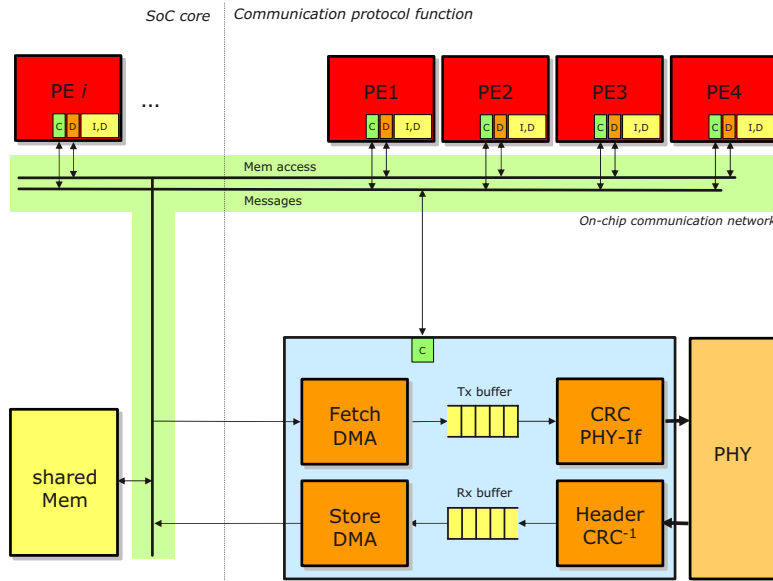 SoC core
Communication protocol function
PE i
...
PE1
PE2
PE3
PE4
C D I,D
C D I,D
C D I,D
C D I,D
C D I,D
Mem access
Messages
On-chip communication network
C
Fetch
DMA
Tx buffer
CRC
PHY-If
PHY
shared
Mem
Store
DMA
Rx buffer
Header
CRC-1